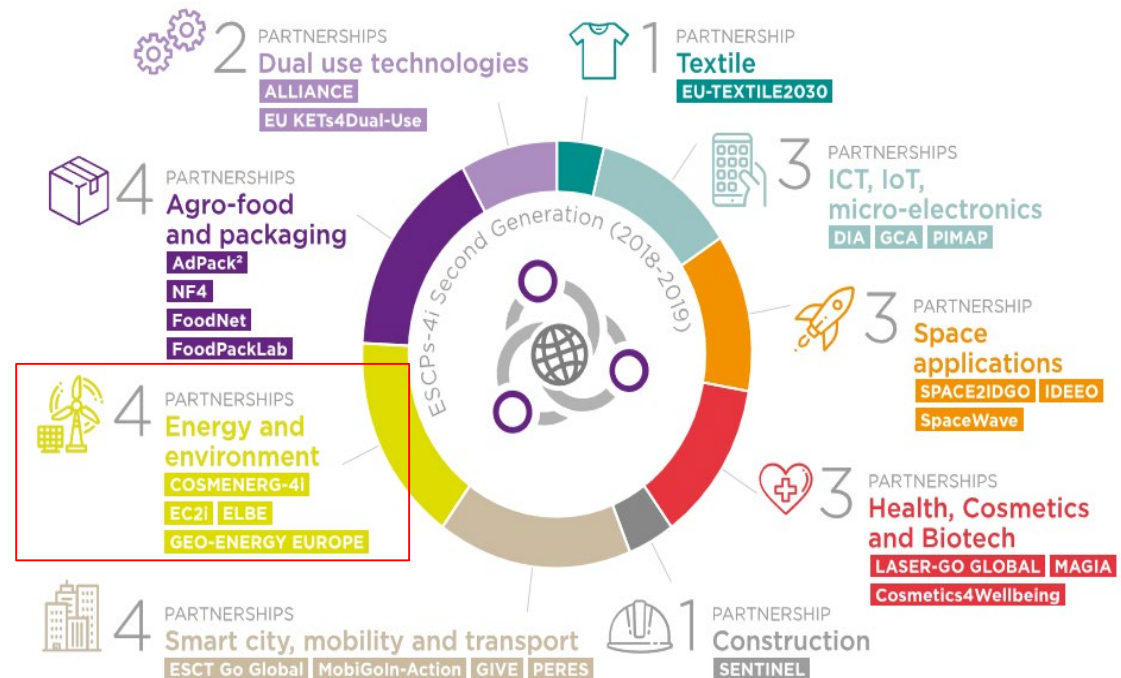 2 PARTNERSHIPS
Dual use technologies
ALLIANCE
EU KETs4Dual-Use
1 PARTNERSHIP
Textile
EU-TEXTILE2030
3 PARTNERSHIPS
ICT, IoT,
micro-electronics
DIA GCA PIMAP
4 PARTNERSHIPS
Agro-food
and packaging
AdPack²
NF4
FoodNet
FoodPackLab
ESCPs-4i Second Generation (2018-2019)
3 PARTNERSHIP
Space
applications
SPACE2IDGO IDEEO
SpaceWave
4 PARTNERSHIPS
Energy and
environment
COSMENERG-4i
EC2i ELBE
GEO-ENERGY EUROPE
3 PARTNERSHIPS
Health, Cosmetics
and Biotech
LASER-GO GLOBAL MAGIA
Cosmetics4Wellbeing
4 PARTNERSHIPS
Smart city, mobility and transport
ESCT Go Global MobiGoIn-Action GIVE PERES
1 PARTNERSHIP
Construction
SENTINEL